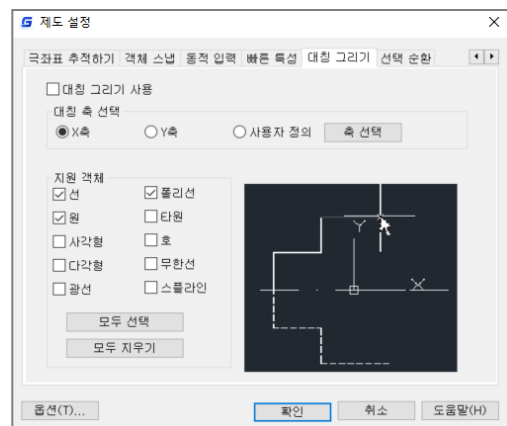 G 제도 설정
극좌표 추적하기 객체 스냅 동적 입력 빠른 특성 대칭 그리기 선택 순환
대칭 그리기 사용
대칭 축 선택
X축 Y축 사용자 정의 축 선택
지원 객체
선 폴리선
원 타원
사각형 호
다각형 무한선
광선 스플라인
모두 선택
모두 지우기
Y
X
옵션(T)... 확인 취소 도움말(H)